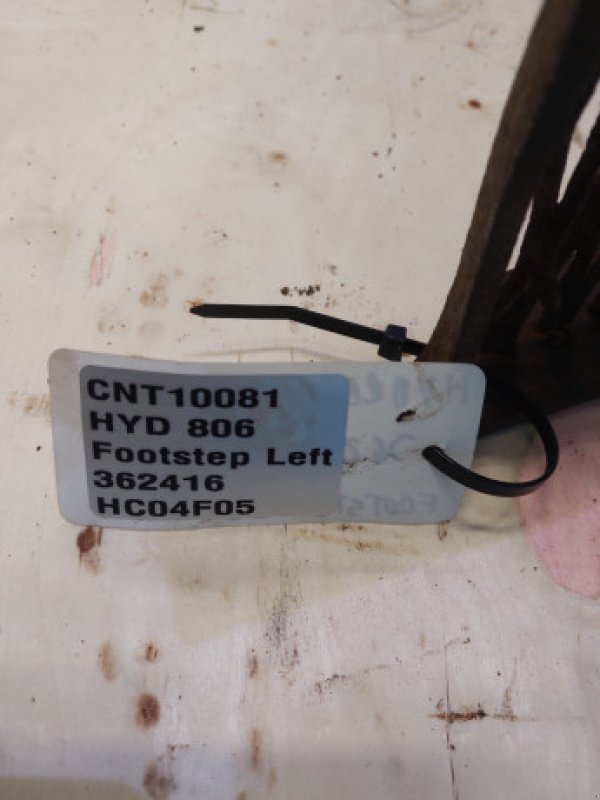 CNT10081
HYD 806
Footstep Left
362416
HC04F05